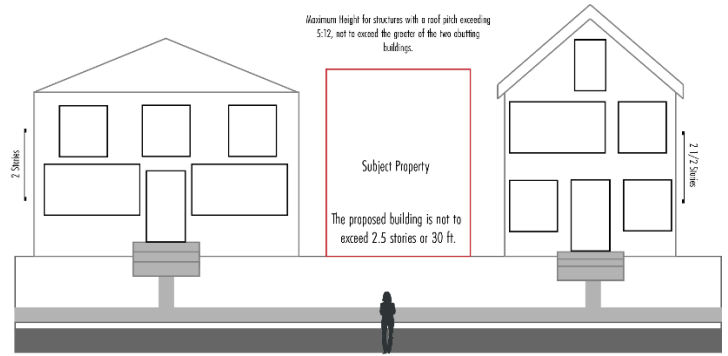 Maximum Height for structures with a roof pitch exceeding
5:12, not to exceed the greater of the two abutting
buildings.
2 Stories
Subject Property
2 1/2 Stories
The proposed building is not to
exceed 2.5 stories or 30 ft.